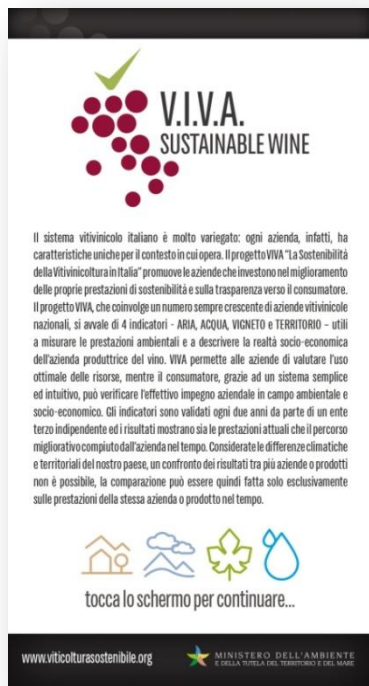 V.I.V.A.
SUSTAINABLE WINE
Il sistema vitivinicolo italiano è molto variegato: ogni azienda, infatti, ha
caratteristiche uniche per il contesto in cui opera. Il progetto VIVA "La Sostenibilità
della Vitivinicoltura in Italia" promuove le aziende che investono nel miglioramento
delle proprie prestazioni di sostenibilità e sulla trasparenza verso il consumatore.
Il progetto VIVA, che coinvolge un numero sempre crescente di aziende vitivinicole
nazionali, si avvale di 4 indicatori - ARIA, ACQUA, VIGNETO e TERRITORIO – utili
a misurare le prestazioni ambientali e a descrivere la realtà socio-economica
dell'azienda produttrice del vino. VIVA permette alle aziende di valutare l'uso
ottimale delle risorse, mentre il consumatore, grazie ad un sistema semplice
ed intuitivo, può verificare l'effettivo impegno aziendale in campo ambientale e
socio-economico. Gli indicatori sono validati ogni due anni da parte di un ente
terzo indipendente ed i risultati mostrano sia le prestazioni attuali che il percorso
migliorativo compiuto dall'azienda nel tempo. Considerate le differenze climatiche
e territoriali del nostro paese, un confronto dei risultati tra più aziende o prodotti
non è possibile, la comparazione può essere quindi fatta solo esclusivamente
sulle prestazioni della stessa azienda o prodotto nel tempo.
tocca lo schermo per continuare...
www.viticolturasostenibile.org
MINISTERO DELL'AMBIENTE
E DELLA TUTELA DEL TERRITORIO E DEL MARE